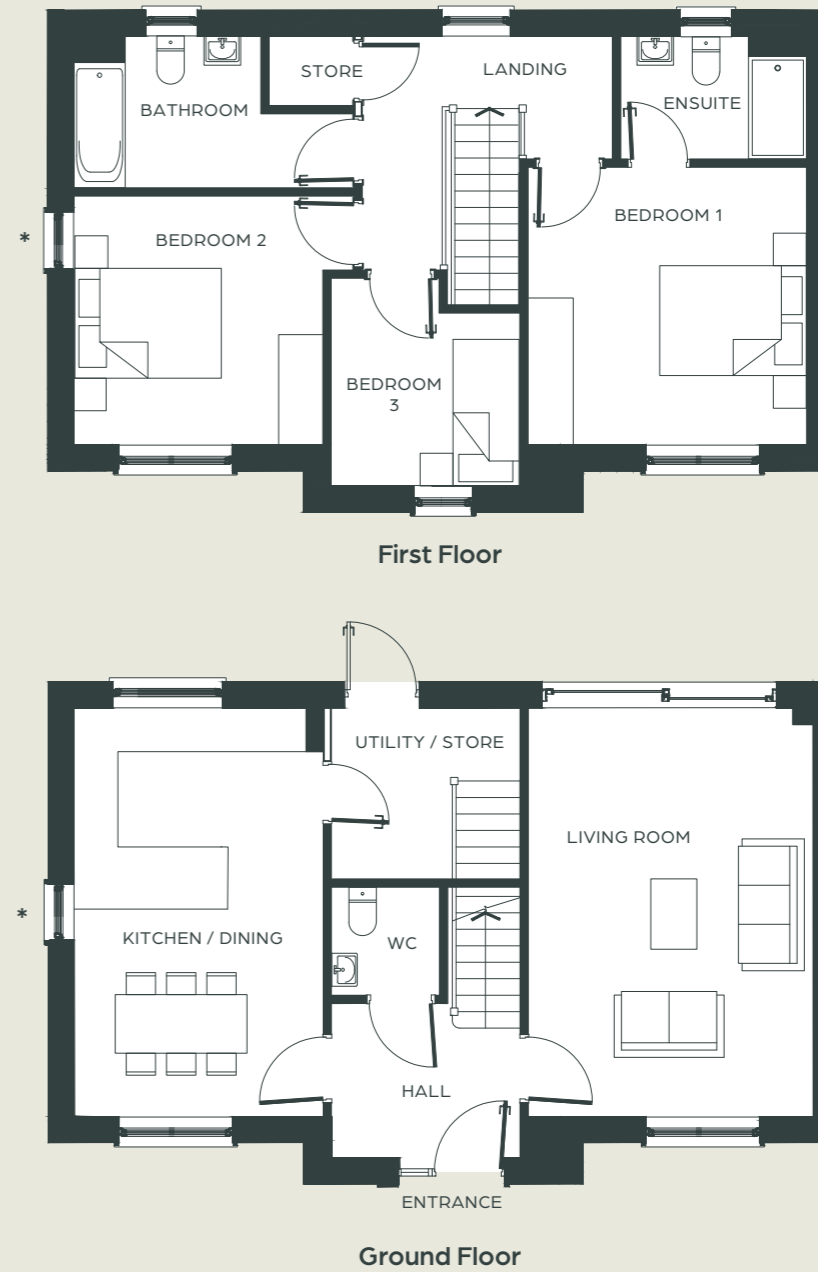 STORE
LANDING
BATHROOM
ENSUITE
BEDROOM 1
*
BEDROOM 2
BEDROOM
3
First Floor
UTILITY / STORE
LIVING ROOM
*
KITCHEN / DINING
WC
HALL
ENTRANCE
Ground Floor